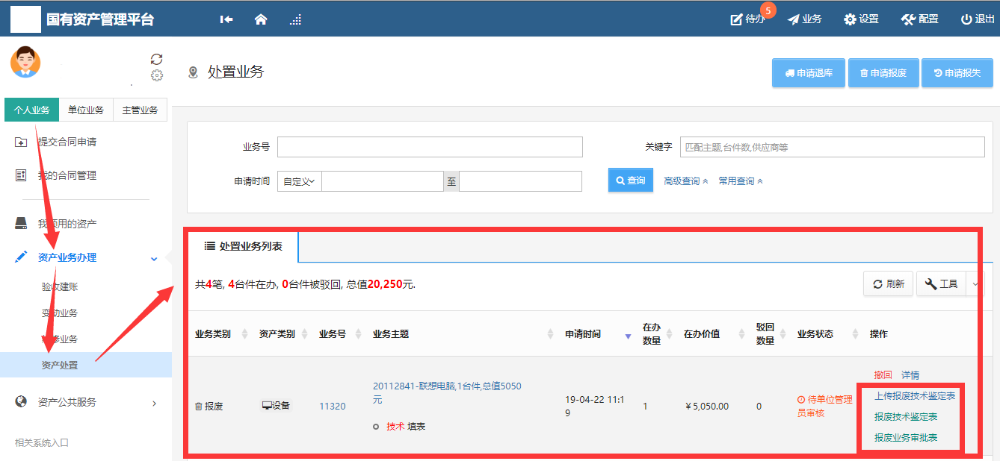 国有资产管理平台
待办 5
业务
设置
配置
退出
处置业务
申请退库
申请报废
申请报失
个人业务
单位业务
主管业务
提交合同申请
我的合同管理
我领用的资产
资产业务办理
验收建账
变动业务
维修业务
资产处置
资产公共服务
相关系统入口
业务号
关键字
匹配主题,台件数,供应商等
申请时间
自定义
至
查询
高级查询
常用查询
处置业务列表
共4笔, 4台件在办, 0台件被驳回, 总值20,250元.
刷新
工具
业务类别
资产类别
业务号
业务主题
申请时间
在办
数量
在办价值
驳回
数量
业务状态
操作
报废
设备
11320
20112841-联想电脑,1台件,总值5050
元
技术 填表
19-04-22 11:1
9
1
¥ 5,050.00
0
待单位管理
员审核
撤回 详情
上传报废技术鉴定表
报废技术鉴定表
报废业务审批表